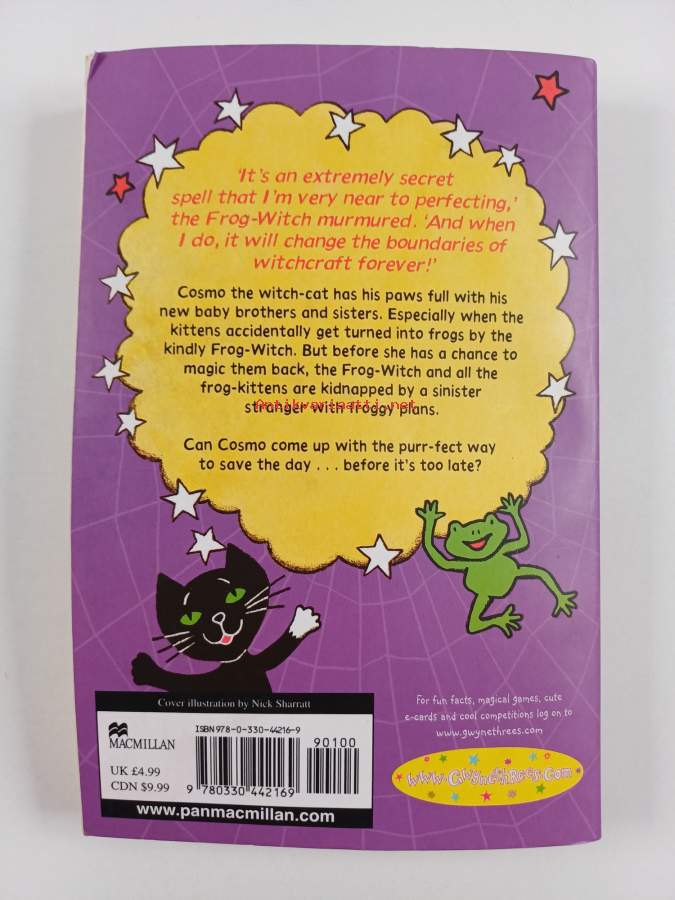 'It's an extremely secret
spell that I'm very near to perfecting,'
the Frog-Witch murmured. 'And when
I do, it will change the boundaries of
witchcraft forever!'
Cosmo the witch-cat has his paws full with his
new baby brothers and sisters. Especially when the
kittens accidentally get turned into frogs by the
kindly Frog-Witch. But before she has a chance to
magic them back, the Frog-Witch and all the
frog-kittens are kidnapped by a sinister
stranger with froggy plans.
Antikvarinatti.net
Can Cosmo come up with the purr-fect way
to save the day . . . before it's too late?
Cover illustration by Nick Sharratt
MACMILLAN
UK £4.99
CDN $9.99
ISBN 978-0-330-44216-9
90100
9 780330 442169
www.panmacmillan.com
For fun facts, magical games, cute
e-cards and cool competitions log on to
www.gwynethrees.com
www.GwynethRees.com